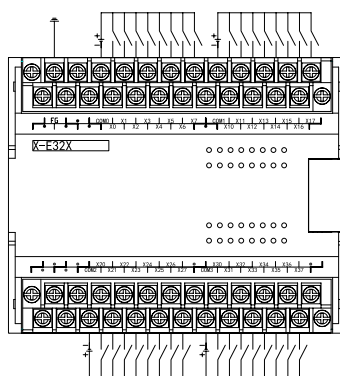 FG COM0 X1 X3 X5 X7 COM1 X11 X13 X15 X17
X0 X2 X4 X6 X10 X12 X14 X16
X-E32X
X20 X22 X24 X26 X30 X32 X34 X36
COM2 X21 X23 X25 X27 COM3 X31 X33 X35 X37